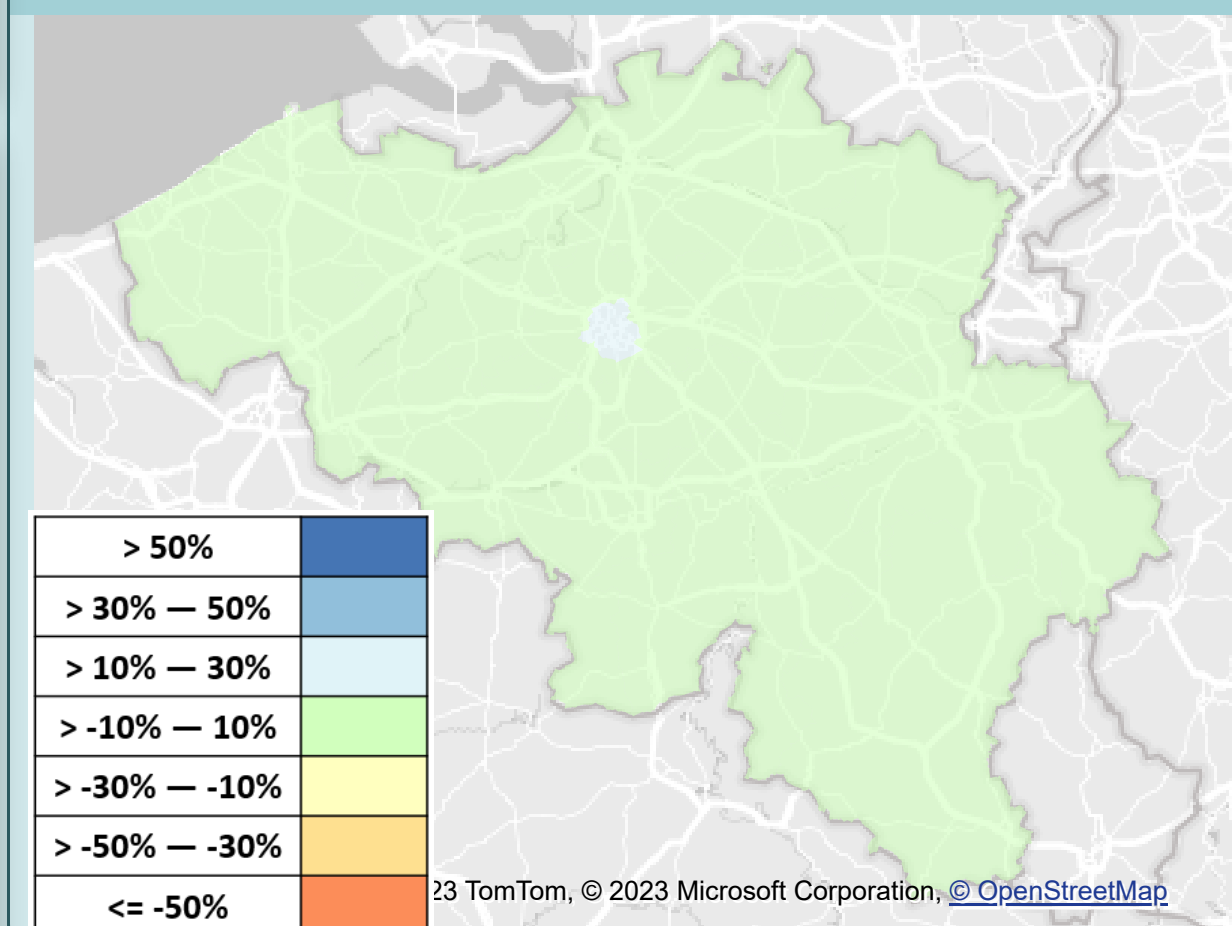 > 50%
> 30% — 50%
> 10% — 30%
> -10% — 10%
> -30% — -10%
> -50% — -30%
<= -50%
23 TomTom, © 2023 Microsoft Corporation, © OpenStreetMap